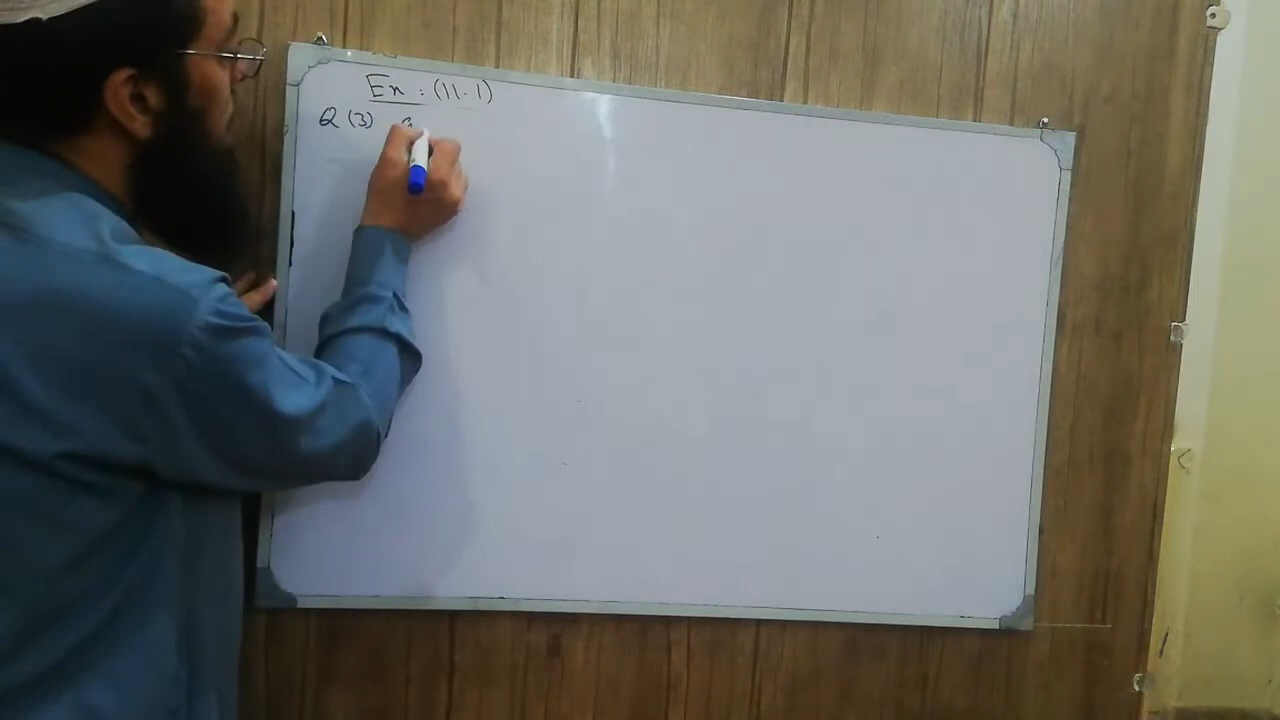 Ex : (11.1)
Q (3)